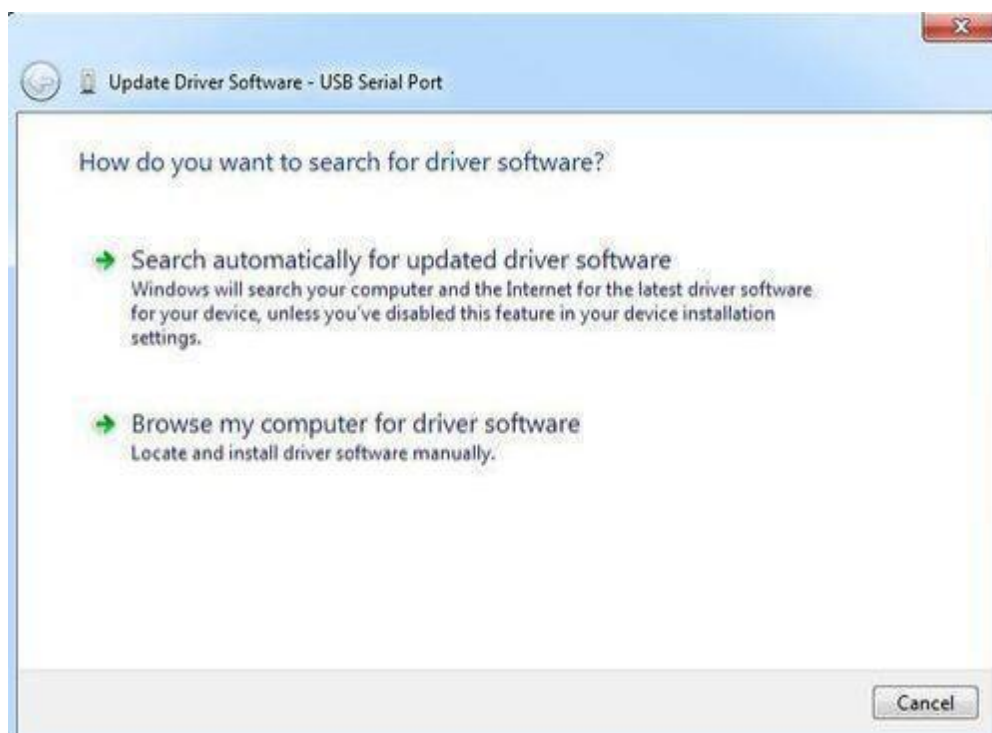 Update Driver Software - USB Serial Port
How do you want to search for driver software?
Search automatically for updated driver software
Windows will search your computer and the Internet for the latest driver software
for your device, unless you've disabled this feature in your device installation
settings.
Browse my computer for driver software
Locate and install driver software manually.
Cancel